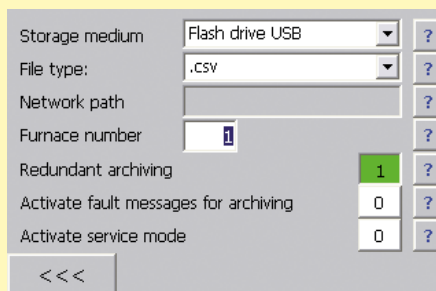 Storage medium Flash drive USB ?
File type: .csv ?
Network path ?
Furnace number 1 ?
Redundant archiving 1 ?
Activate fault messages for archiving 0 ?
Activate service mode 0 ?
<<<